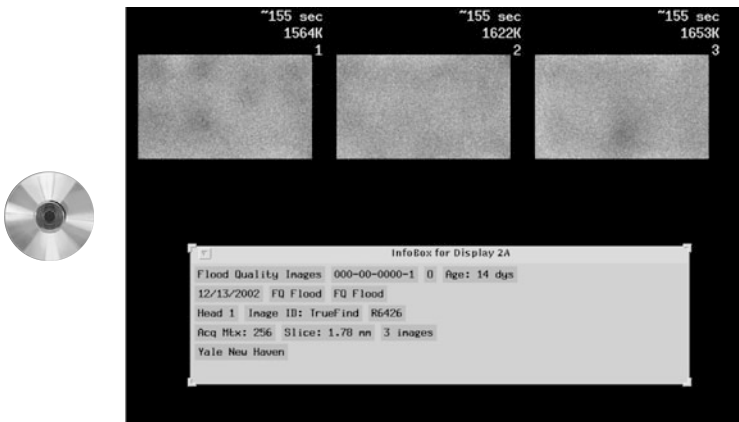 ~155 sec ~155 sec ~155 sec
1564K 1622K 1653K
1 2 3
InfoBox for Display 2A
Flood Quality Images 000-00-0000-1 0 Age: 14 dys
12/13/2002 FQ Flood FQ Flood
Head 1 Image ID: TrueFind R6426
Acq Mtx: 256 Slice: 1.78 mm 3 images
Yale New Haven